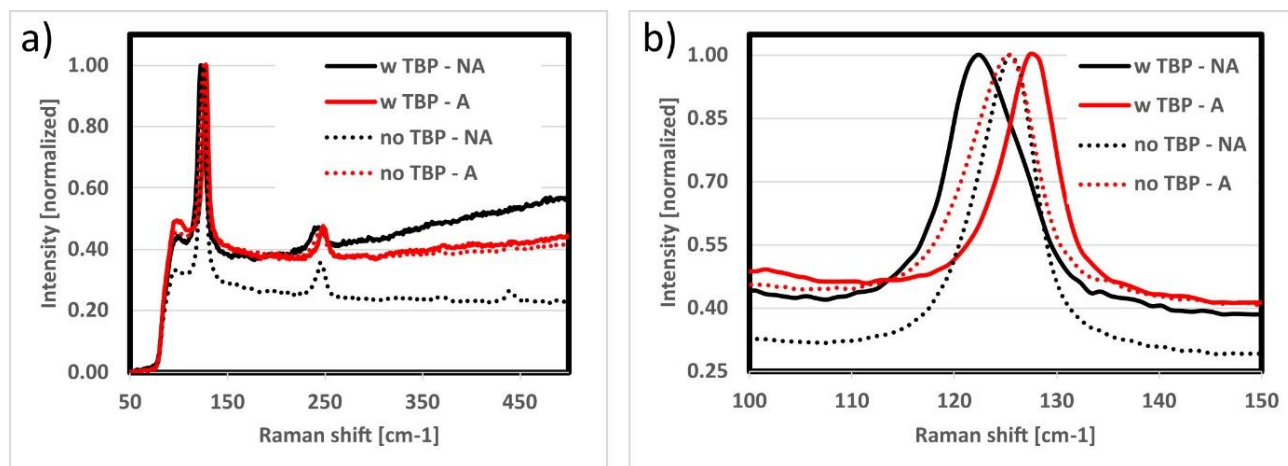 a)
Intensity [normalized]
1.00
0.80
0.60
0.40
0.20
0.00
w TBP - NA
w TBP - A
no TBP - NA
no TBP - A
50 150 250 350 450
Raman shift [cm-1]
b)
Intensity [normalized]
1.00
0.85
0.70
0.55
0.40
0.25
w TBP - NA
w TBP - A
no TBP - NA
no TBP - A
100 110 120 130 140 150
Raman shift [cm-1]